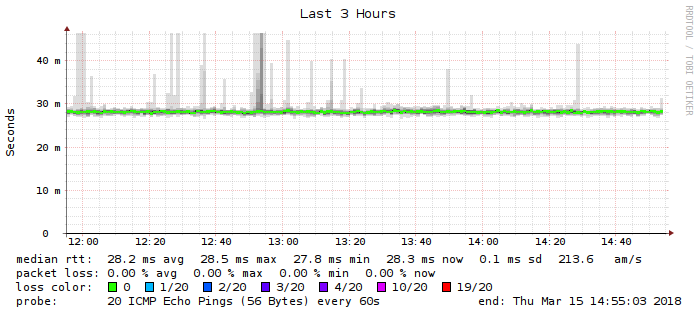 Last 3 Hours
RRDTOOL / TOBI OETIKER
Seconds
40 m
30 m
20 m
10 m
0
12:00 12:20 12:40 13:00 13:20 13:40 14:00 14:20 14:40
median rtt: 28.2 ms avg 28.5 ms max 27.8 ms min 28.3 ms now 0.1 ms sd 213.6 am/s
packet loss: 0.00 % avg 0.00 % max 0.00 % min 0.00 % now
loss color: 0 1/20 2/20 3/20 4/20 10/20 19/20
probe: 20 ICMP Echo Pings (56 Bytes) every 60s end: Thu Mar 15 14:55:03 2018